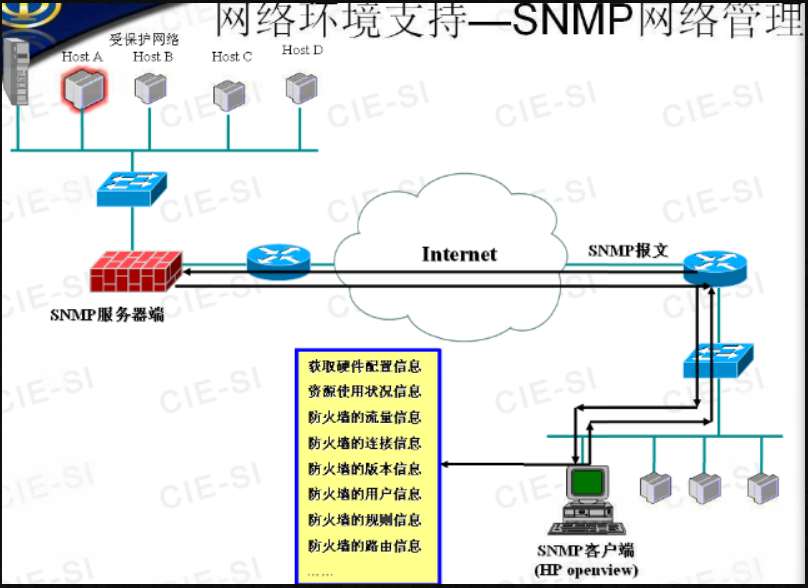 网络环境支持—SNMP网络管理
受保护网络
Host A
Host B
Host C
Host D
Internet
SNMP报文
SNMP服务器端
获取硬件配置信息
资源使用状况信息
防火墙的流量信息
防火墙的连接信息
防火墙的版本信息
防火墙的用户信息
防火墙的规则信息
防火墙的路由信息
……
SNMP客户端
(HP openview)
CIE-SI